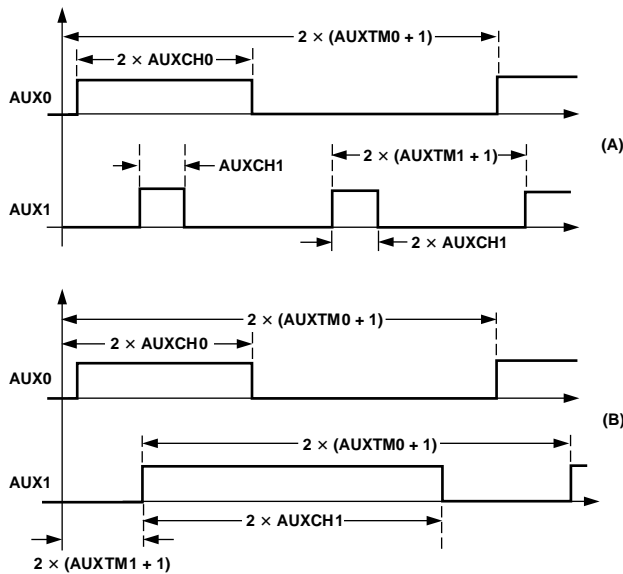 2 × (AUXTM0 + 1)
2 × AUXCH0
AUX0
(A)
AUXCH1
2 × (AUXTM1 + 1)
AUX1
2 × AUXCH1
2 × (AUXTM0 + 1)
2 × AUXCH0
AUX0
(B)
2 × (AUXTM0 + 1)
AUX1
2 × AUXCH1
2 × (AUXTM1 + 1)